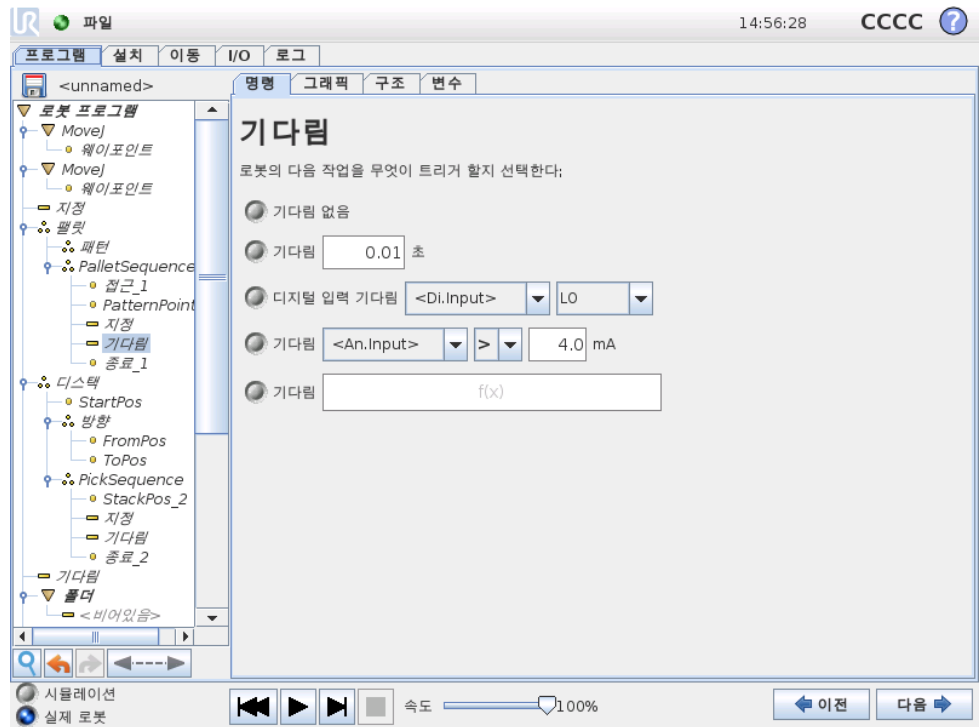 UR 파일 14:56:28 CCCC ?
프로그램 설치 이동 I/O 로그
<unnamed>
명령 그래픽 구조 변수
로봇 프로그램
MoveJ
웨이포인트
MoveJ
웨이포인트
지정
팰릿
패턴
PalletSequence
접근_1
PatternPoint
지정
기다림
종료_1
디스택
StartPos
방향
FromPos
ToPos
PickSequence
StackPos_2
지정
기다림
종료_2
기다림
폴더
<비어있음>
기다림
로봇의 다음 작업을 무엇이 트리거 할지 선택한다;
기다림 없음
기다림 0.01 초
디지털 입력 기다림 <Di.Input> LO
기다림 <An.Input> > 4.0 mA
기다림 f(x)
시뮬레이션
실제 로봇
속도 100%
이전 다음